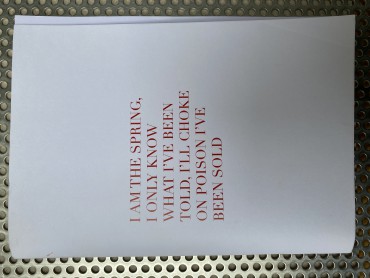 I AM THE SPRING,
I ONLY KNOW
WHAT I'VE BEEN
TOLD, I'LL CHOKE
ON POISON I'VE
BEEN SOLD